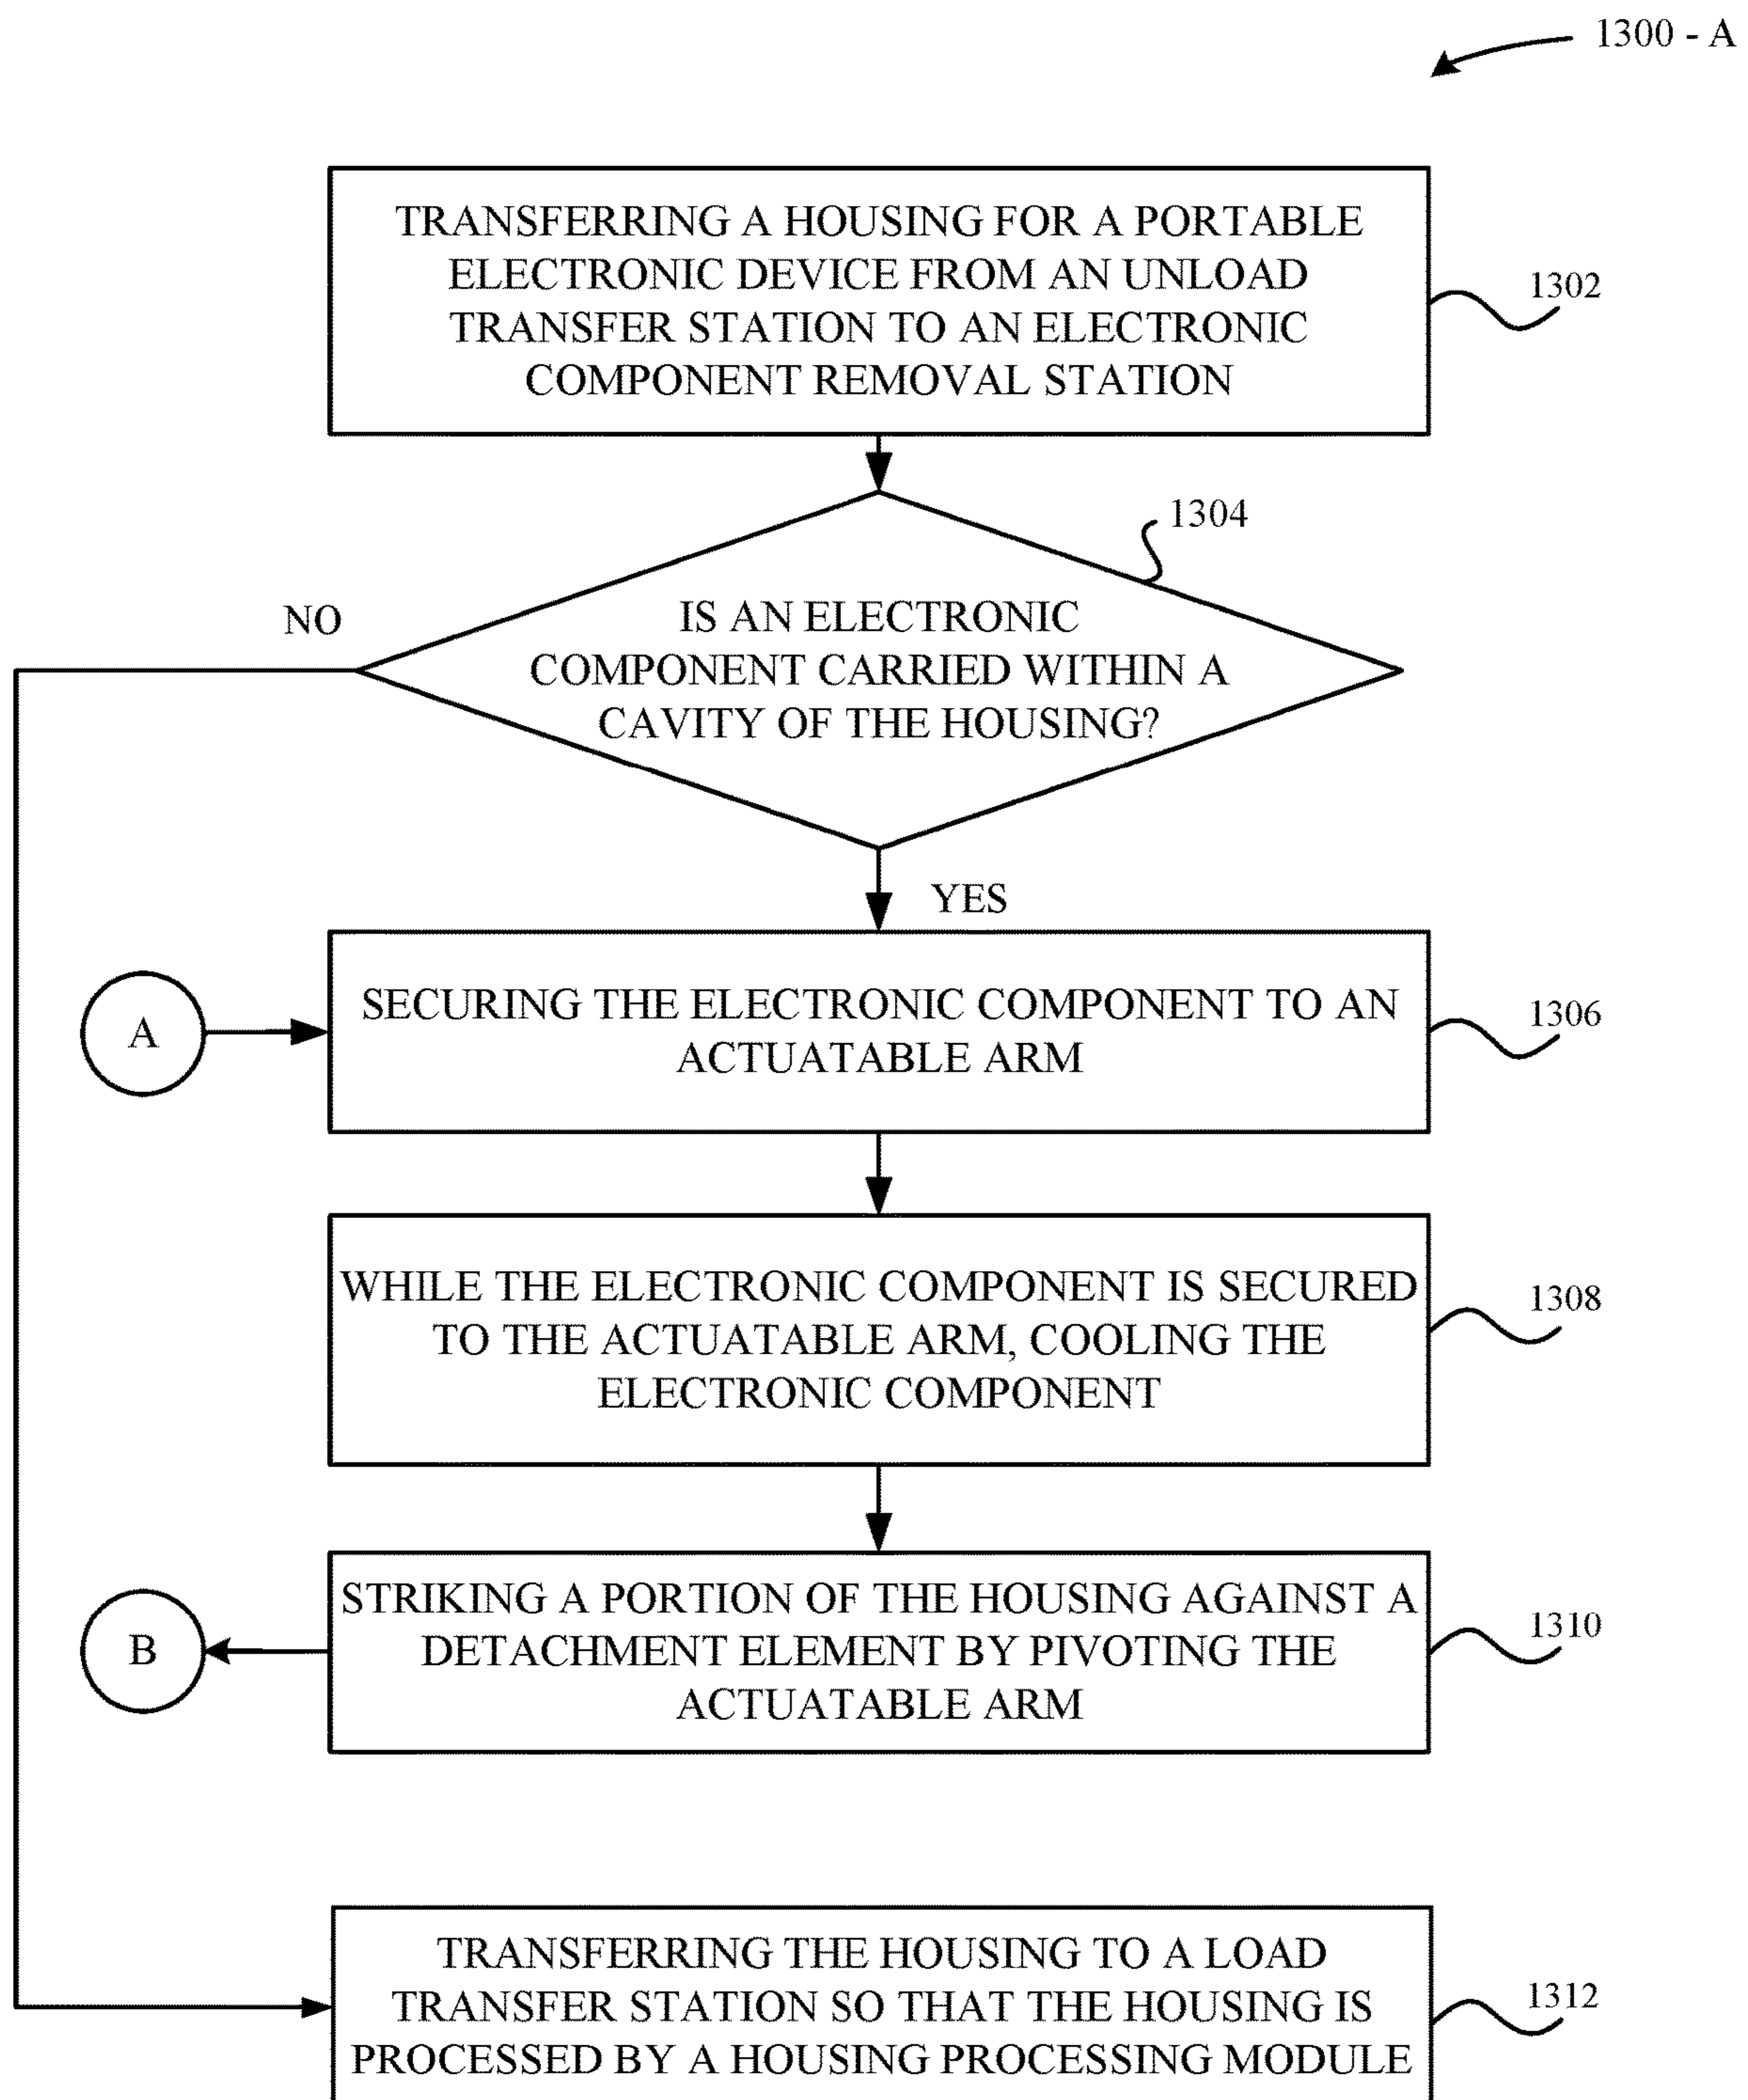 1300 - A
TRANSFERRING A HOUSING FOR A PORTABLE
ELECTRONIC DEVICE FROM AN UNLOAD
TRANSFER STATION TO AN ELECTRONIC
COMPONENT REMOVAL STATION
1302
1304
IS AN ELECTRONIC
COMPONENT CARRIED WITHIN A
CAVITY OF THE HOUSING?
NO
YES
A
SECURING THE ELECTRONIC COMPONENT TO AN
ACTUATABLE ARM
1306
WHILE THE ELECTRONIC COMPONENT IS SECURED
TO THE ACTUATABLE ARM, COOLING THE
ELECTRONIC COMPONENT
1308
B
STRIKING A PORTION OF THE HOUSING AGAINST A
DETACHMENT ELEMENT BY PIVOTING THE
ACTUATABLE ARM
1310
TRANSFERRING THE HOUSING TO A LOAD
TRANSFER STATION SO THAT THE HOUSING IS
PROCESSED BY A HOUSING PROCESSING MODULE
1312